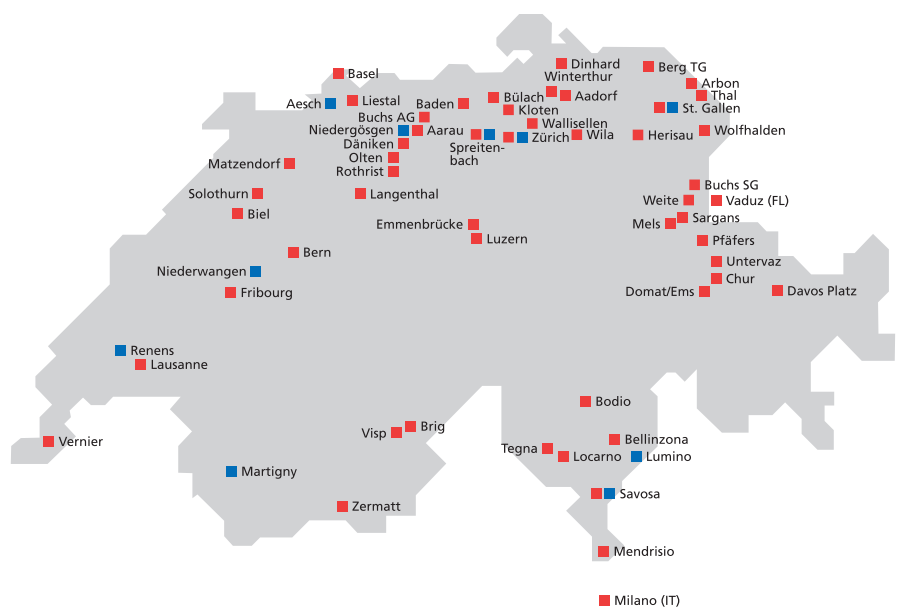 Basel
Dinhard
Berg TG
Winterthur
Arbon
Aesch
Liestal
Baden
Bülach
Aadorf
Thal
Kloten
St. Gallen
Buchs AG
Wallisellen
Niedergösgen
Aarau
Zürich
Wila
Herisau
Wolfhalden
Däniken
Spreiten-
bach
Olten
Matzendorf
Rothrist
Buchs SG
Solothurn
Langenthal
Weite
Vaduz (FL)
Biel
Sargans
Emmenbrücke
Mels
Luzern
Pfäfers
Bern
Untervaz
Niederwangen
Chur
Fribourg
Domat/Ems
Davos Platz
Renens
Lausanne
Bodio
Brig
Visp
Vernier
Bellinzona
Tegna
Locarno
Lumino
Martigny
Savosa
Zermatt
Mendrisio
Milano (IT)